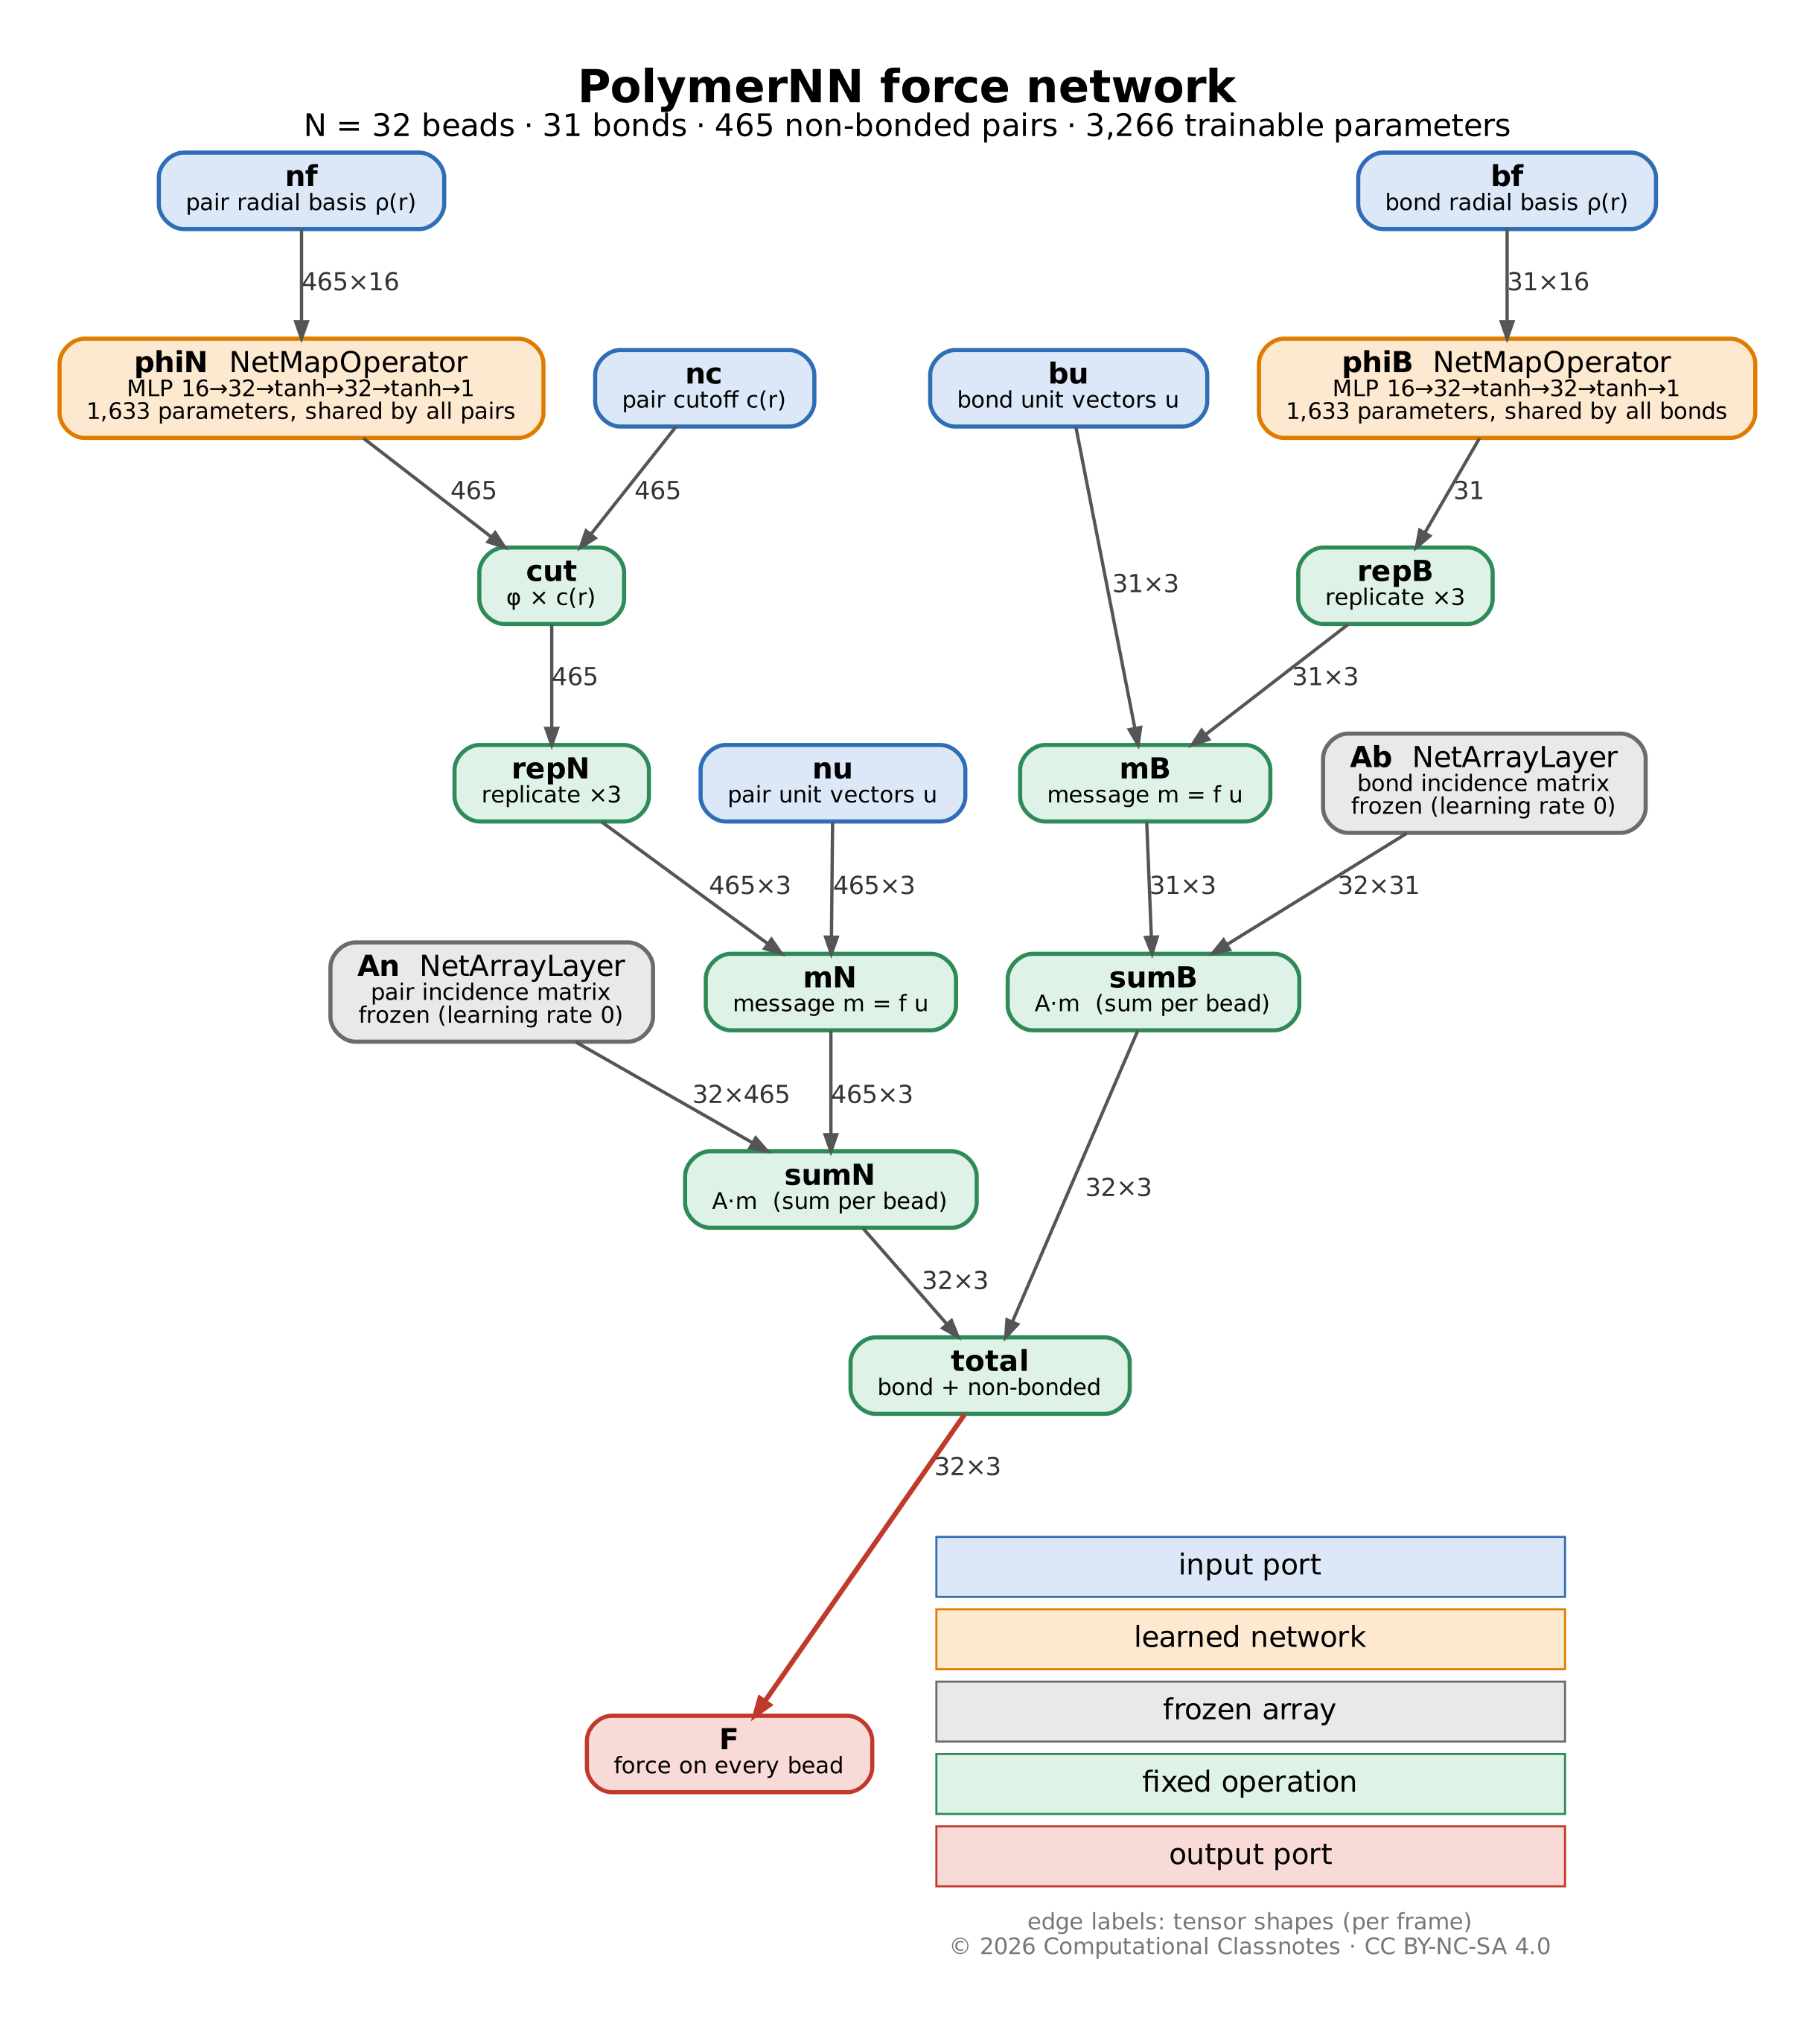 PolymerNN force network
N = 32 beads · 31 bonds · 465 non-bonded pairs · 3,266 trainable parameters
nf
pair radial basis ρ(r)
bf
bond radial basis ρ(r)
465×16
31×16
phiN NetMapOperator
MLP 16→32→tanh→32→tanh→1
1,633 parameters, shared by all pairs
nc
pair cutoff c(r)
bu
bond unit vectors u
phiB NetMapOperator
MLP 16→32→tanh→32→tanh→1
1,633 parameters, shared by all bonds
465
465
31
cut
φ × c(r)
31×3
repB
replicate ×3
465
31×3
repN
replicate ×3
nu
pair unit vectors u
mB
message m = f u
Ab NetArrayLayer
bond incidence matrix
frozen (learning rate 0)
465×3
465×3
31×3
32×31
An NetArrayLayer
pair incidence matrix
frozen (learning rate 0)
mN
message m = f u
sumB
A·m (sum per bead)
32×465
465×3
sumN
A·m (sum per bead)
32×3
32×3
total
bond + non-bonded
32×3
input port
learned network
frozen array
fixed operation
output port
F
force on every bead
edge labels: tensor shapes (per frame)
© 2026 Computational Classnotes · CC BY-NC-SA 4.0